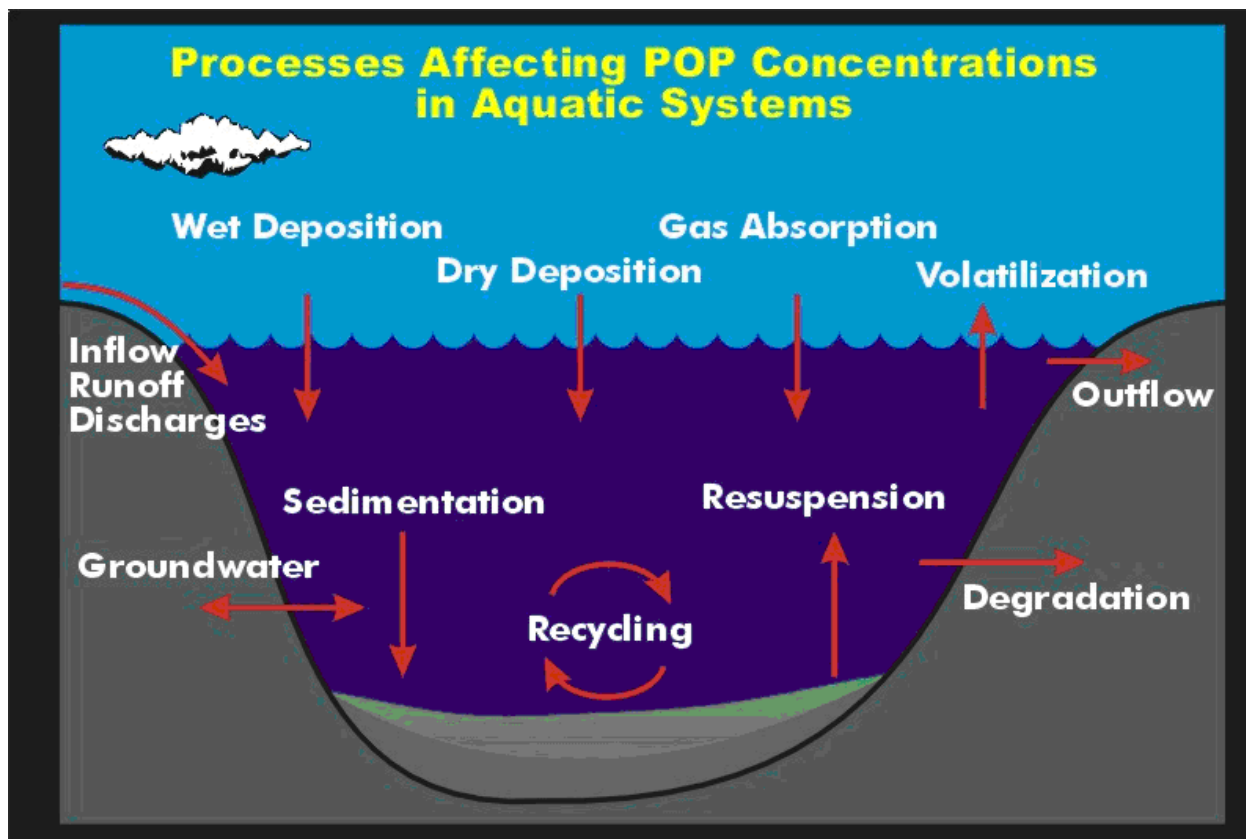 Processes Affecting POP Concentrations
in Aquatic Systems
Wet Deposition
Gas Absorption
Dry Deposition
Volatilization
Inflow
Runoff
Discharges
Outflow
Sedimentation
Resuspension
Groundwater
Degradation
Recycling